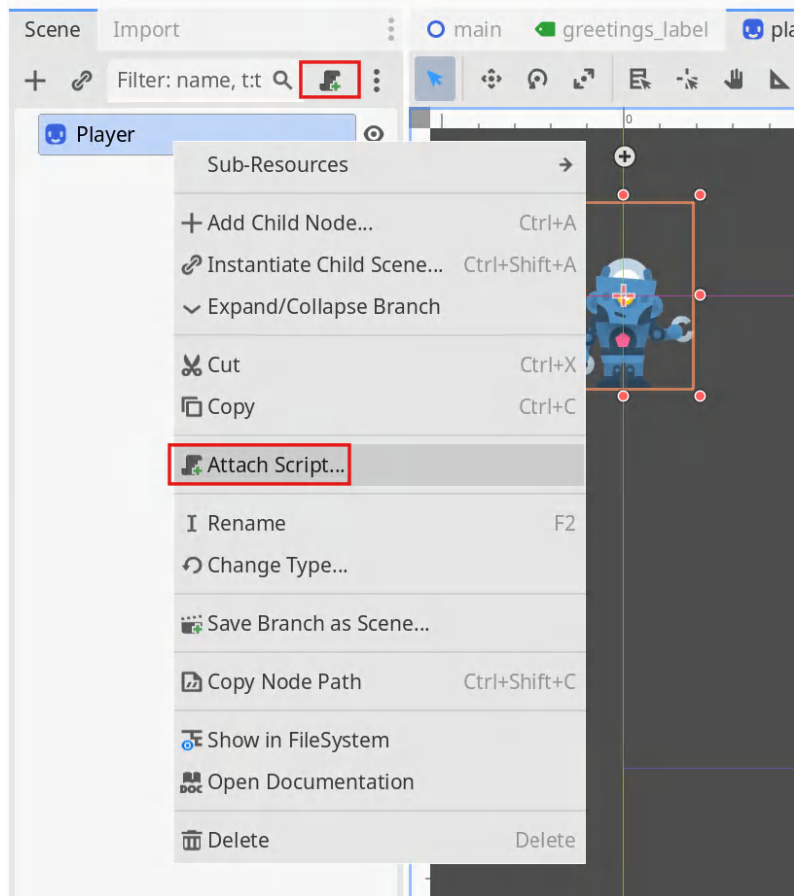 Scene Import
main greetings_label pla
Filter: name, t:t
0
Player
Sub-Resources
Add Child Node... Ctrl+A
Instantiate Child Scene... Ctrl+Shift+A
Expand/Collapse Branch
Cut Ctrl+X
Copy Ctrl+C
Attach Script...
Rename F2
Change Type...
Save Branch as Scene...
Copy Node Path Ctrl+Shift+C
Show in FileSystem
DOC Open Documentation
Delete Delete